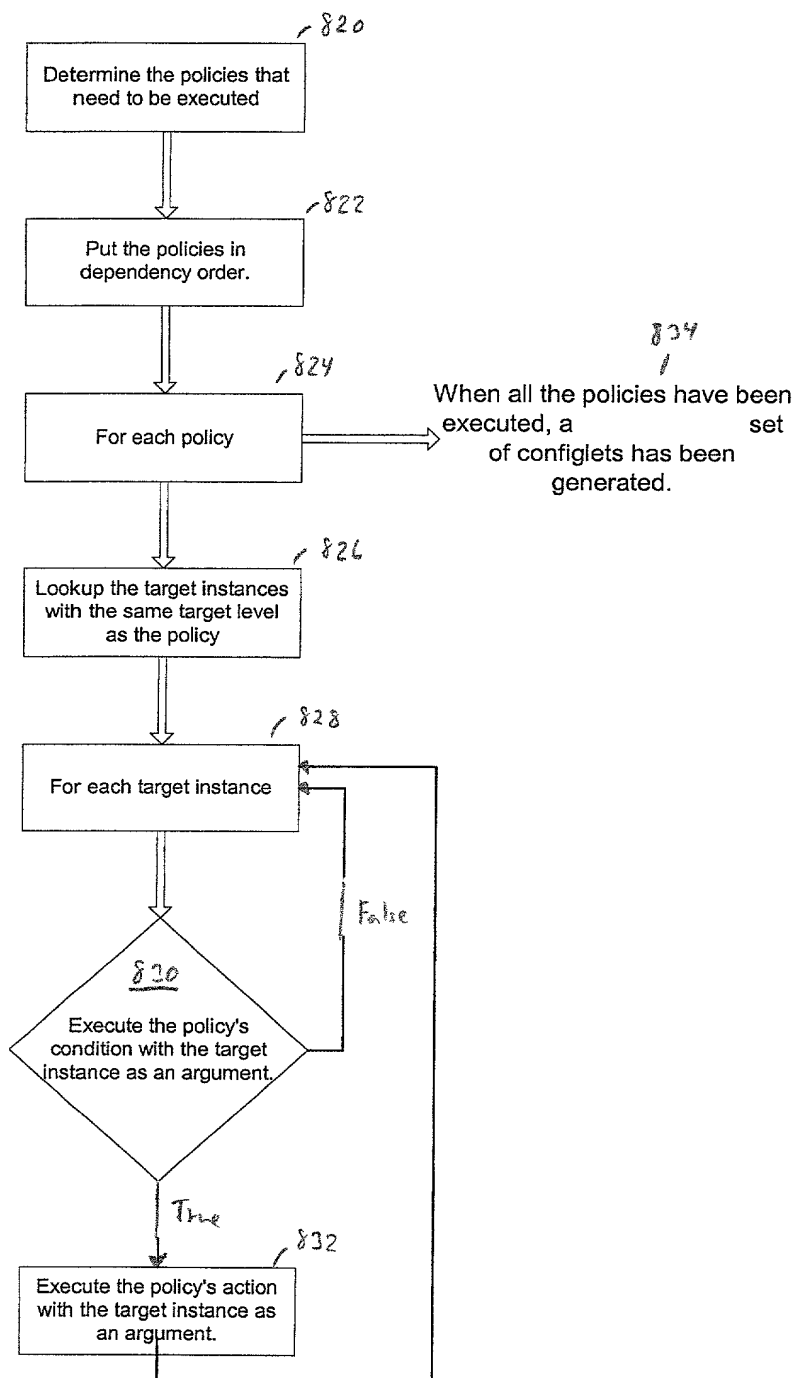 820
Determine the policies that
need to be executed
822
Put the policies in
dependency order.
824
For each policy
834
When all the policies have been
executed, a set
of configlets has been
generated.
826
Lookup the target instances
with the same target level
as the policy
828
For each target instance
False
830
Execute the policy's
condition with the target
instance as an argument.
True
832
Execute the policy's action
with the target instance as
an argument.